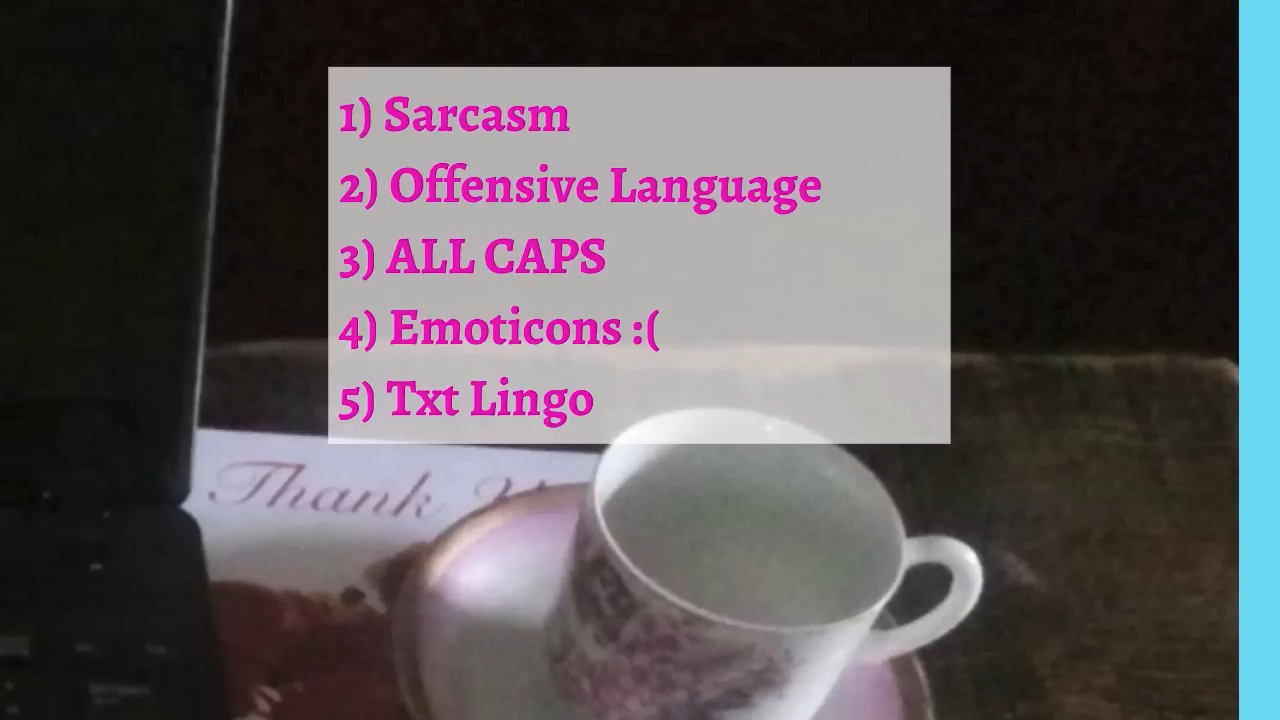 1) Sarcasm
2) Offensive Language
3) ALL CAPS
4) Emoticons :(
5) Txt Lingo
Thank